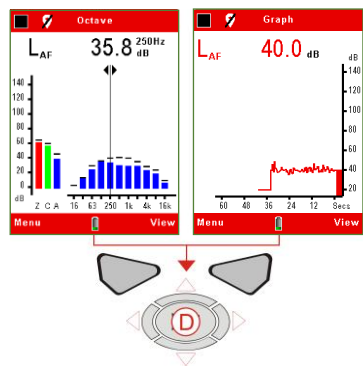 Octave
L_AF 35.8 250Hz dB
140
120
100
80
60
40
20
0
dB
Z C A 16 63 250 1k 4k 16k
Menu View
Graph
L_AF 40.0 dB
dB
140
120
100
80
60
40
20
60 48 36 24 12 Secs
Menu View
D